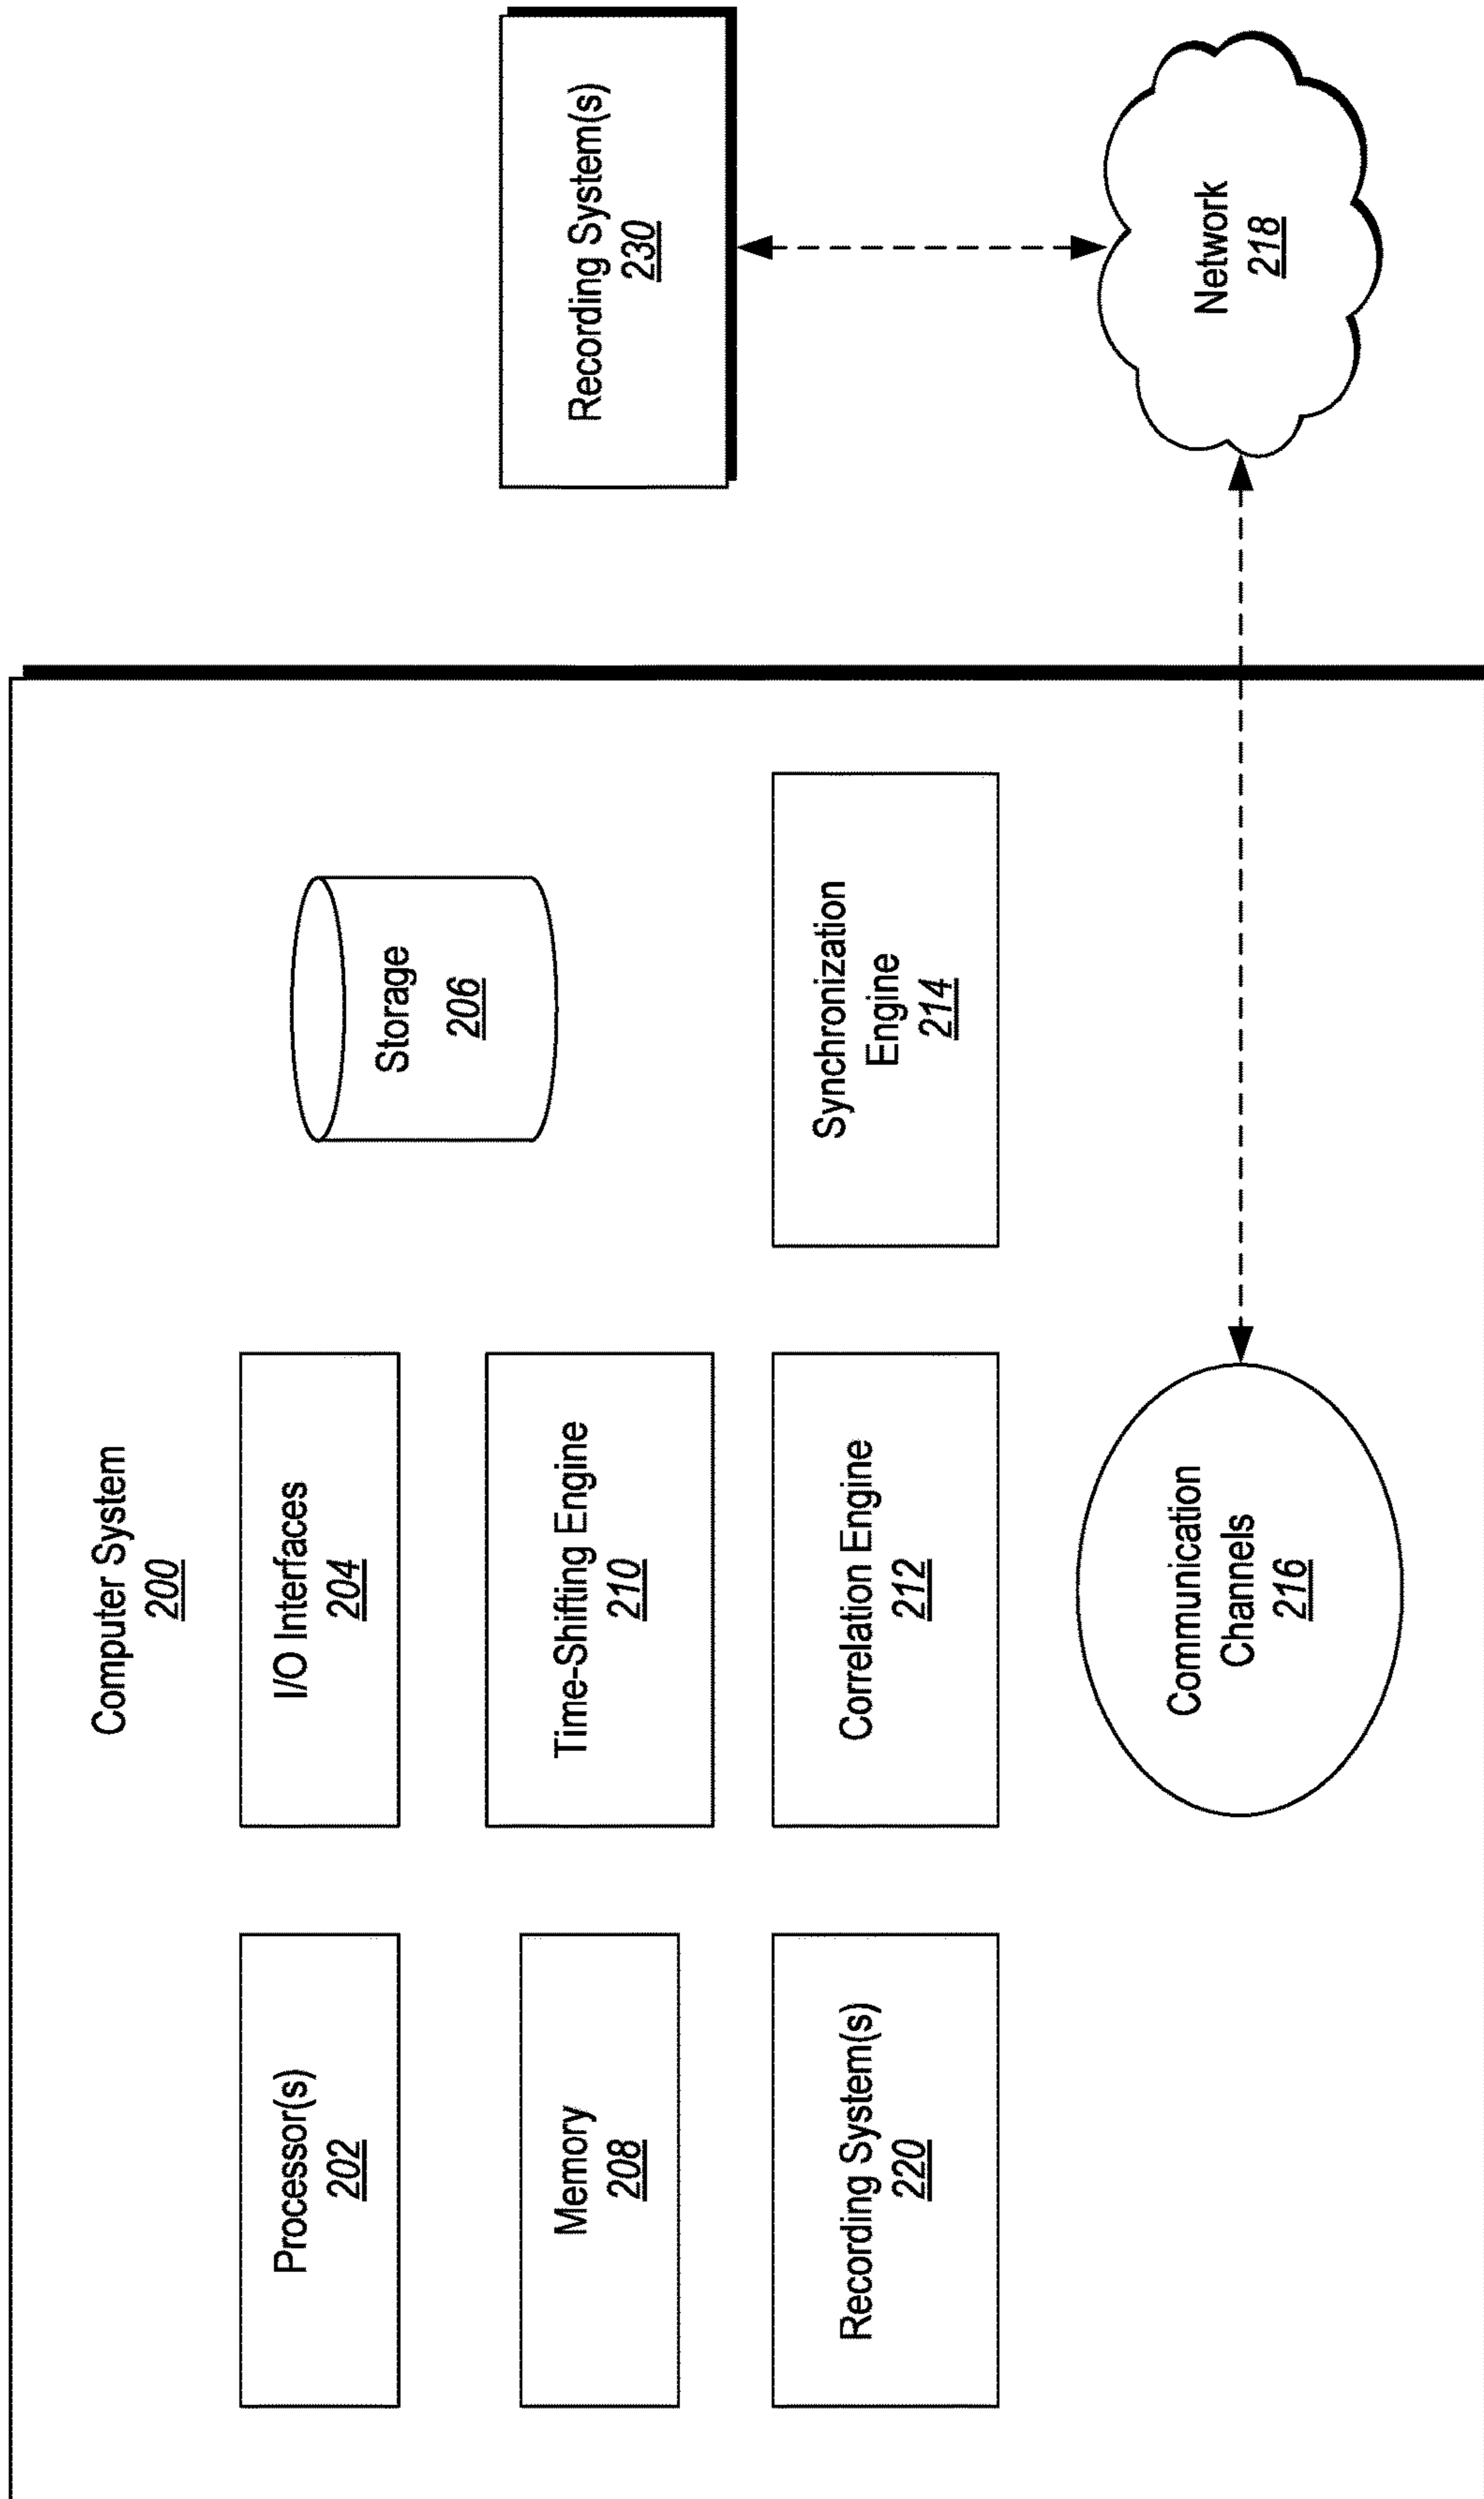 Computer System
200
Processor(s)
202
I/O Interfaces
204
Storage
206
Memory
208
Time-Shifting Engine
210
Recording System(s)
220
Correlation Engine
212
Synchronization
Engine
214
Communication
Channels
216
Recording System(s)
230
Network
218